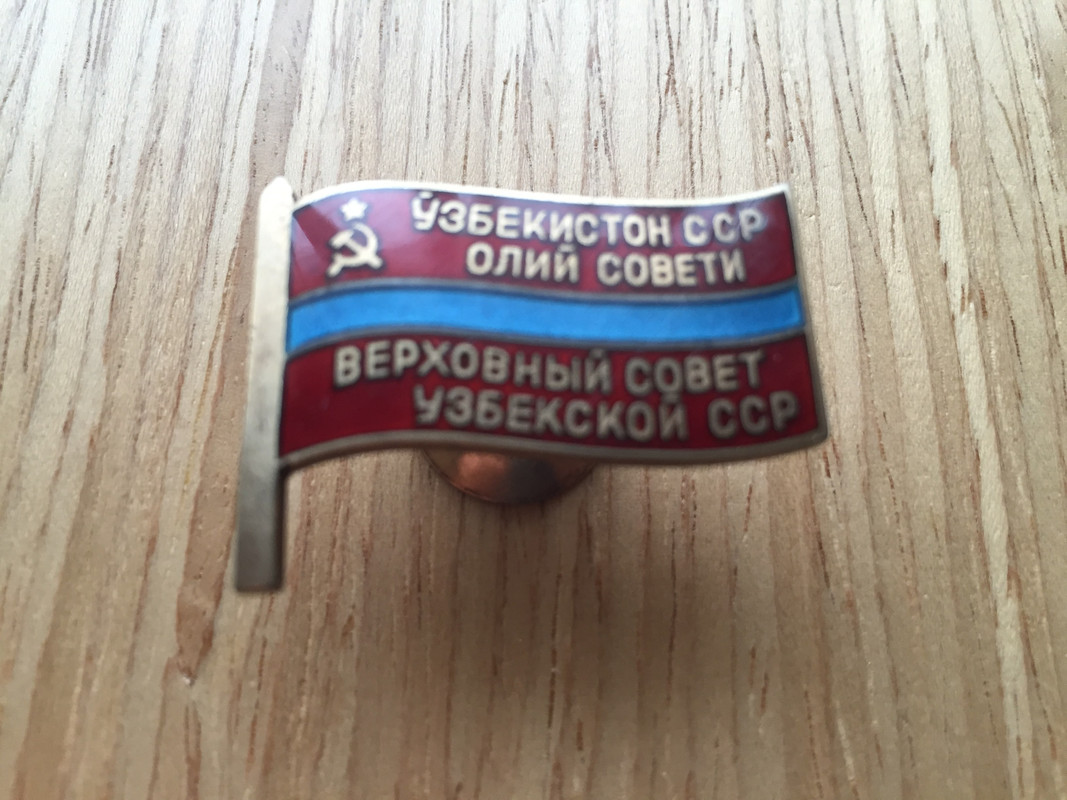 ЎЗБЕКИСТОН ССР
ОЛИЙ СОВЕТИ
ВЕРХОВНЫЙ СОВЕТ
УЗБЕКСКОЙ ССР